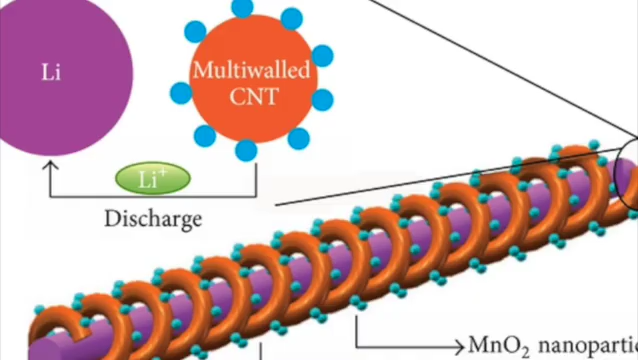 Li
Multiwalled
CNT
Li⁺
Discharge
MnO₂